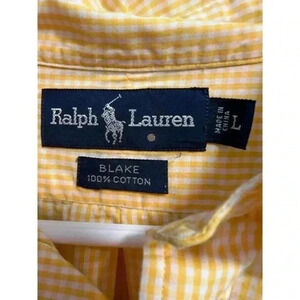 Ralph Lauren
L
MADE IN
CHINA
BLAKE
100% COTTON